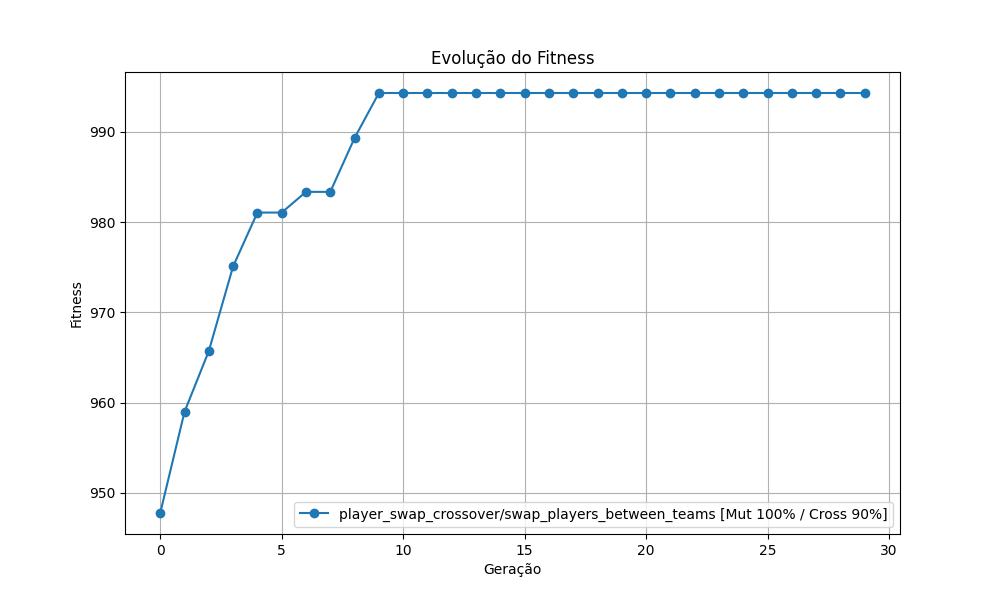 Evolução do Fitness
Fitness
990
980
970
960
950
player_swap_crossover/swap_players_between_teams [Mut 100% / Cross 90%]
0 5 10 15 20 25 30
Geração